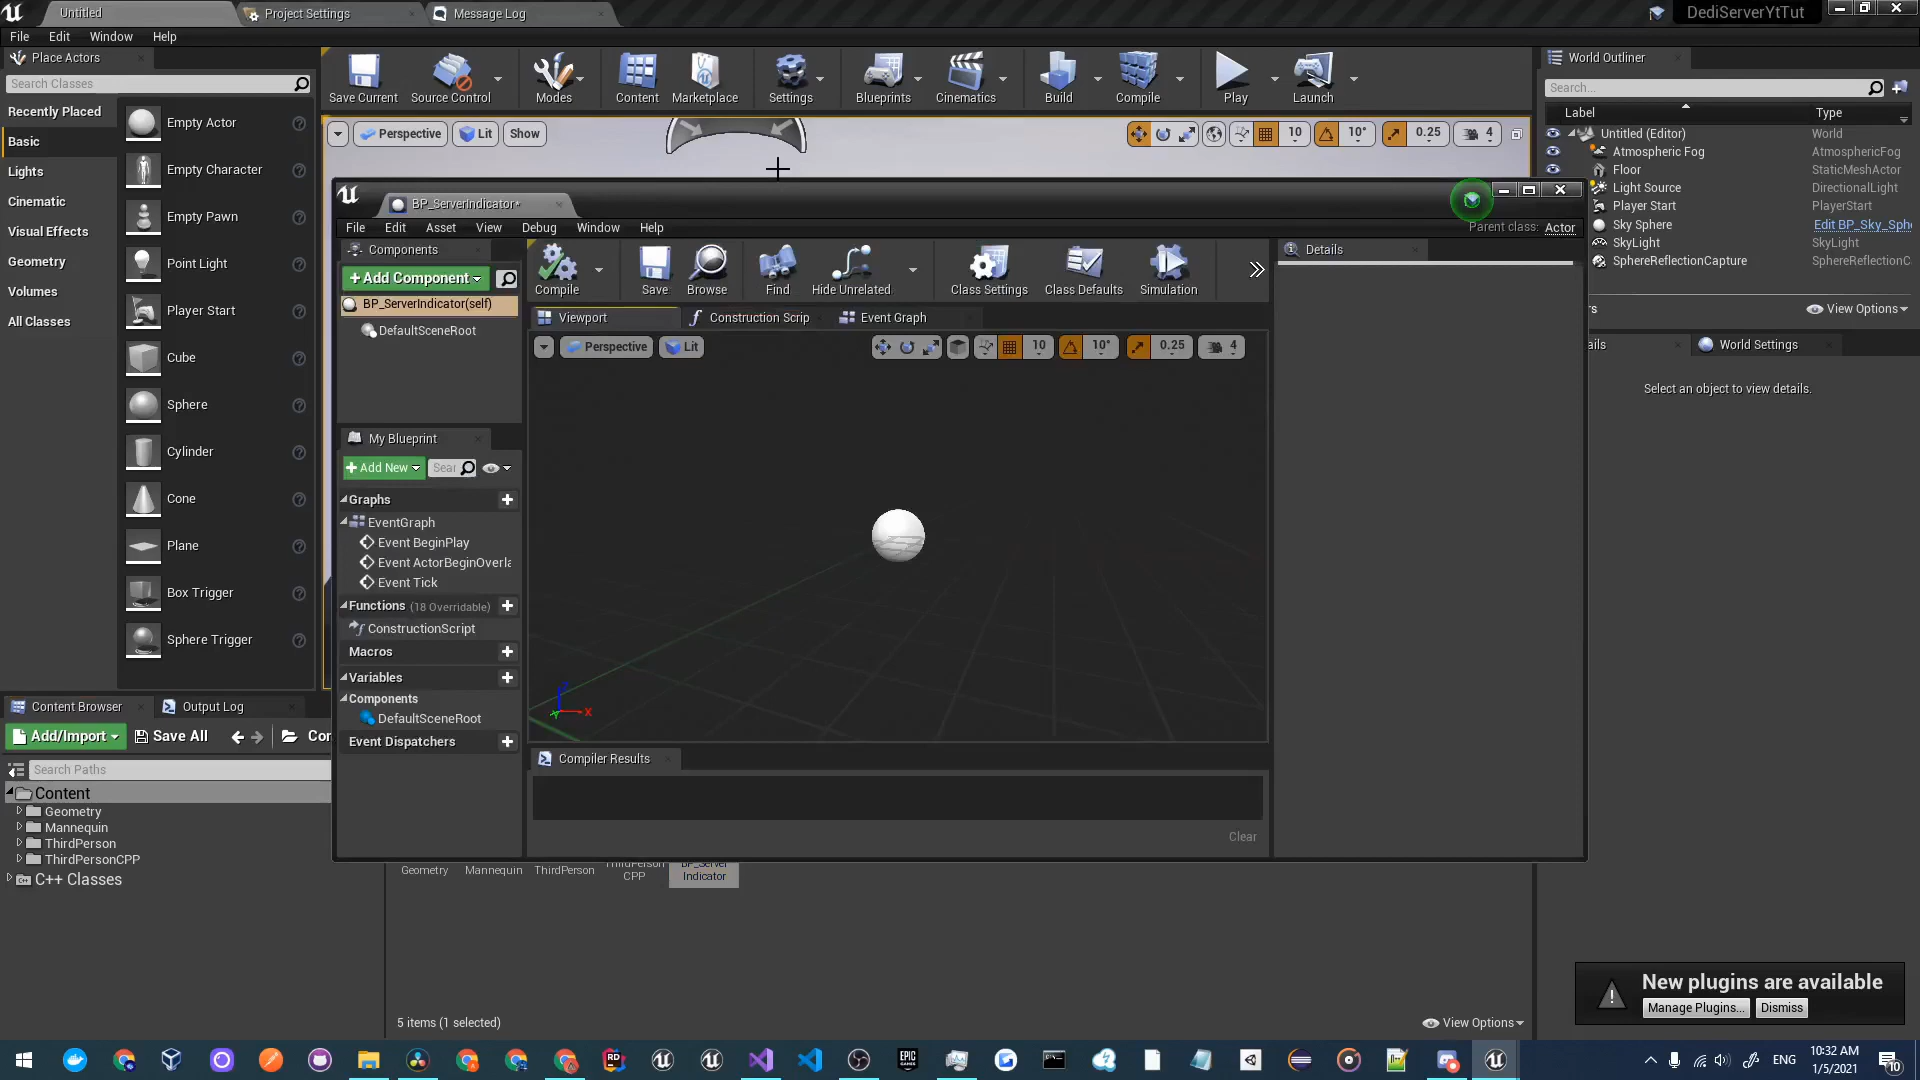 Untitled
Project Settings
Message Log
DediServerYtTut
File Edit Window Help
Place Actors
Search Classes
Recently Placed
Basic
Lights
Cinematic
Visual Effects
Geometry
Volumes
All Classes
Empty Actor
Empty Character
Empty Pawn
Point Light
Player Start
Cube
Sphere
Cylinder
Cone
Plane
Box Trigger
Sphere Trigger
Save Current Source Control Modes Content Marketplace Settings Blueprints Cinematics Build Compile Play Launch
Perspective Lit Show
10 10° 0.25 4
World Outliner
Search...
Label Type
Untitled (Editor) World
Atmospheric Fog AtmosphericFog
Floor StaticMeshActor
Light Source DirectionalLight
Player Start PlayerStart
Sky Sphere Edit BP_Sky_Sph
SkyLight SkyLight
SphereReflectionCapture SphereReflectionC
rs View Options
ails World Settings
Select an object to view details.
BP_ServerIndicator*
File Edit Asset View Debug Window Help
Parent class: Actor
Components
+Add Component
BP_ServerIndicator(self)
DefaultSceneRoot
Compile Save Browse Find Hide Unrelated Class Settings Class Defaults Simulation
Details
Viewport Construction Scrip Event Graph
Perspective Lit
10 10° 0.25 4
My Blueprint
+Add New Sear
Graphs
EventGraph
Event BeginPlay
Event ActorBeginOverla
Event Tick
Functions (18 Overridable)
ConstructionScript
Macros
Variables
Components
DefaultSceneRoot
Event Dispatchers
Z
X
Compiler Results
Clear
Content Browser Output Log
Add/Import Save All Con
Search Paths
Content
Geometry
Mannequin
ThirdPerson
ThirdPersonCPP
C++ Classes
Geometry Mannequin ThirdPerson ThirdPerson CPP BP_Server Indicator
5 items (1 selected)
View Options
New plugins are available
Manage Plugins... Dismiss
RD
EPIC GAMES
ENG
10:32 AM
1/5/2021
10